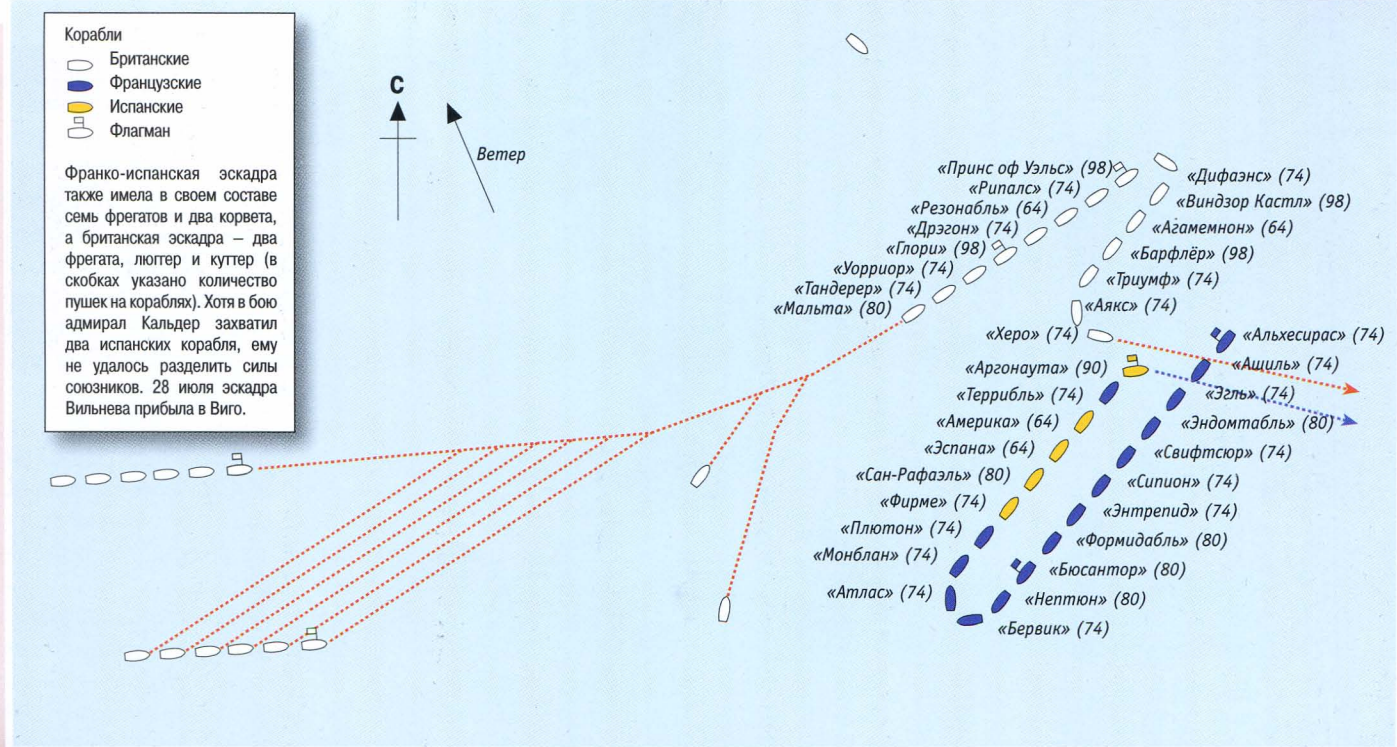 Корабли
Британские
Французские
Испанские
Флагман
Франко-испанская эскадра
также имела в своем составе
семь фрегатов и два корвета,
а британская эскадра – два
фрегата, люггер и куттер (в
скобках указано количество
пушек на кораблях). Хотя в бою
адмирал Кальдер захватил
два испанских корабля, ему
не удалось разделить силы
союзников. 28 июля эскадра
Вильнева прибыла в Виго.
С
Ветер
«Принс оф Уэльс» (98)
«Рипалс» (74)
«Резонабль» (64)
«Дрэгон» (74)
«Глори» (98)
«Уорриор» (74)
«Тандерер» (74)
«Мальта» (80)
«Дифаэнс» (74)
«Виндзор Кастл» (98)
«Агамемнон» (64)
«Барфлёр» (98)
«Триумф» (74)
«Аякс» (74)
«Херо» (74)
«Аргонаута» (90)
«Террибль» (74)
«Америка» (64)
«Эспана» (64)
«Сан-Рафаэль» (80)
«Фирме» (74)
«Плютон» (74)
«Монблан» (74)
«Атлас» (74)
«Альхесирас» (74)
«Ашиль» (74)
«Эгль» (74)
«Эндомтабль» (80)
«Свифтсюр» (74)
«Сипион» (74)
«Энтрепид» (74)
«Формидабль» (80)
«Бюсантор» (80)
«Нептюн» (80)
«Бервик» (74)